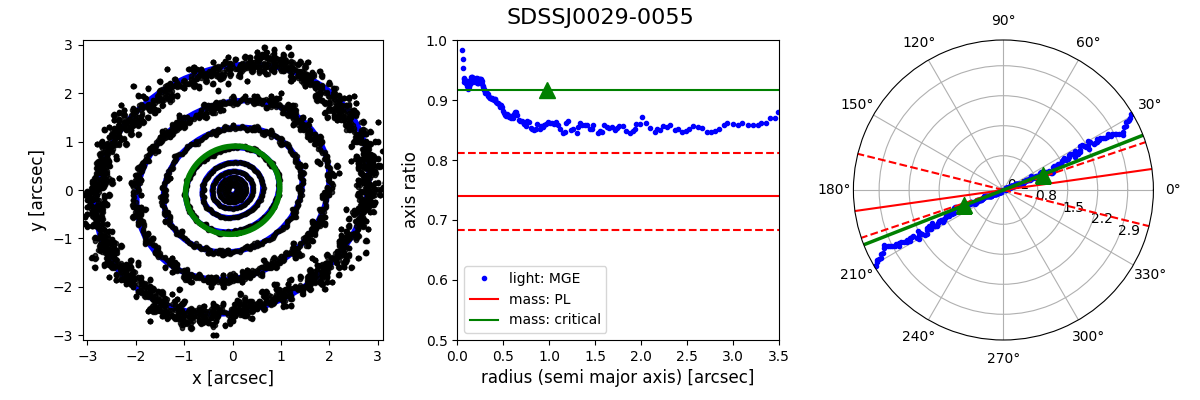 SDSSJ0029-0055
3
2
1
0
−1
−2
−3
y [arcsec]
−3 −2 −1 0 1 2 3
x [arcsec]
1.0
0.9
0.8
0.7
0.6
0.5
axis ratio
light: MGE
mass: PL
mass: critical
0.0 0.5 1.0 1.5 2.0 2.5 3.0 3.5
radius (semi major axis) [arcsec]
90°
120° 60°
150° 30°
180° 0°
0.8
1.5
2.2
2.9
210° 330°
240° 300°
270°